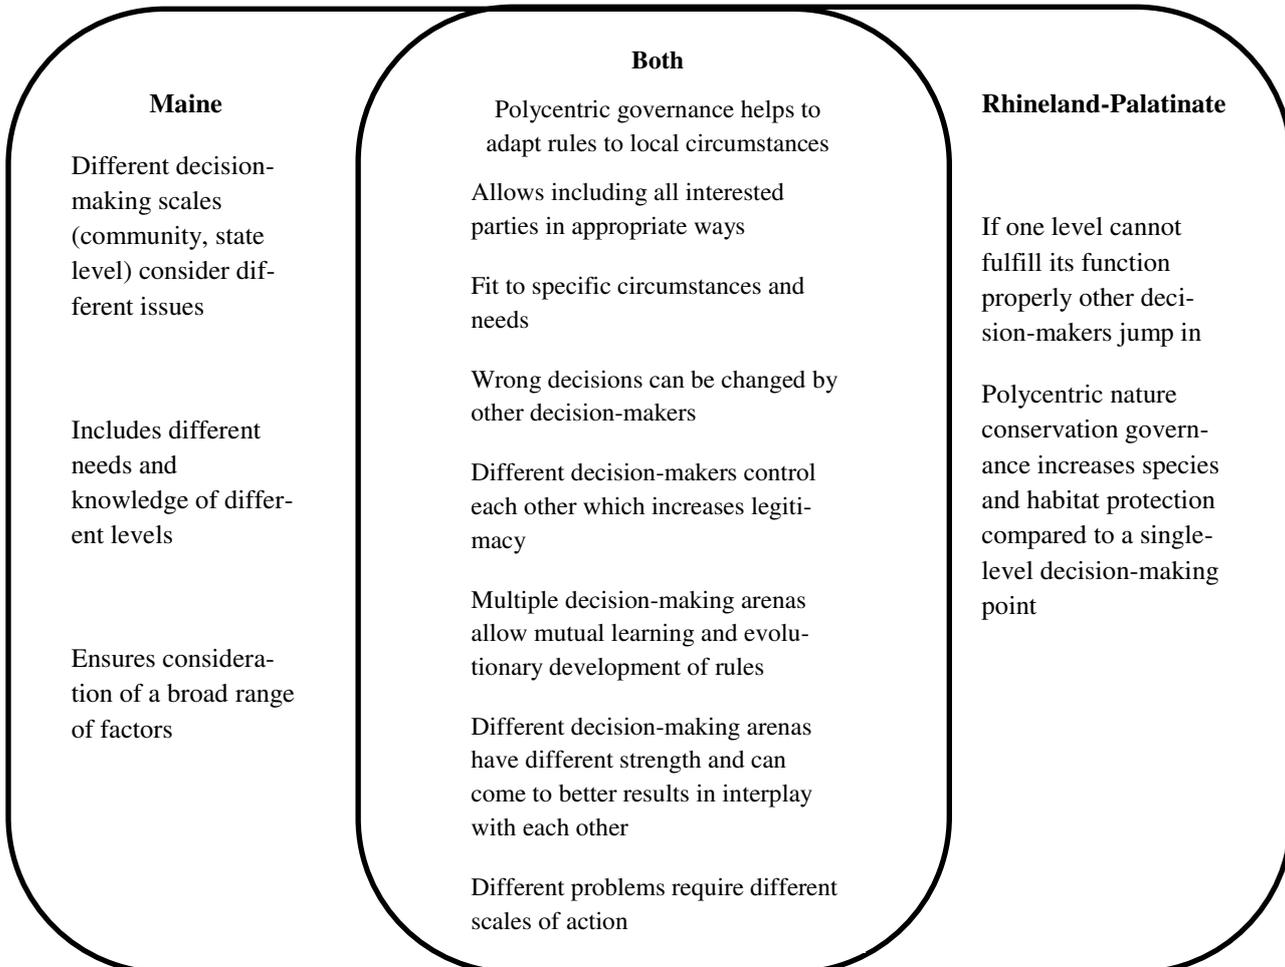 Maine
Different decision-
making scales
(community, state
level) consider dif-
ferent issues
Includes different
needs and
knowledge of differ-
ent levels
Ensures considera-
tion of a broad range
of factors
Both
Polycentric governance helps to
adapt rules to local circumstances
Allows including all interested
parties in appropriate ways
Fit to specific circumstances and
needs
Wrong decisions can be changed by
other decision-makers
Different decision-makers control
each other which increases legiti-
macy
Multiple decision-making arenas
allow mutual learning and evolu-
tionary development of rules
Different decision-making arenas
have different strength and can
come to better results in interplay
with each other
Different problems require different
scales of action
Rhineland-Palatinate
If one level cannot
fulfill its function
properly other deci-
sion-makers jump in
Polycentric nature
conservation govern-
ance increases species
and habitat protection
compared to a single-
level decision-making
point